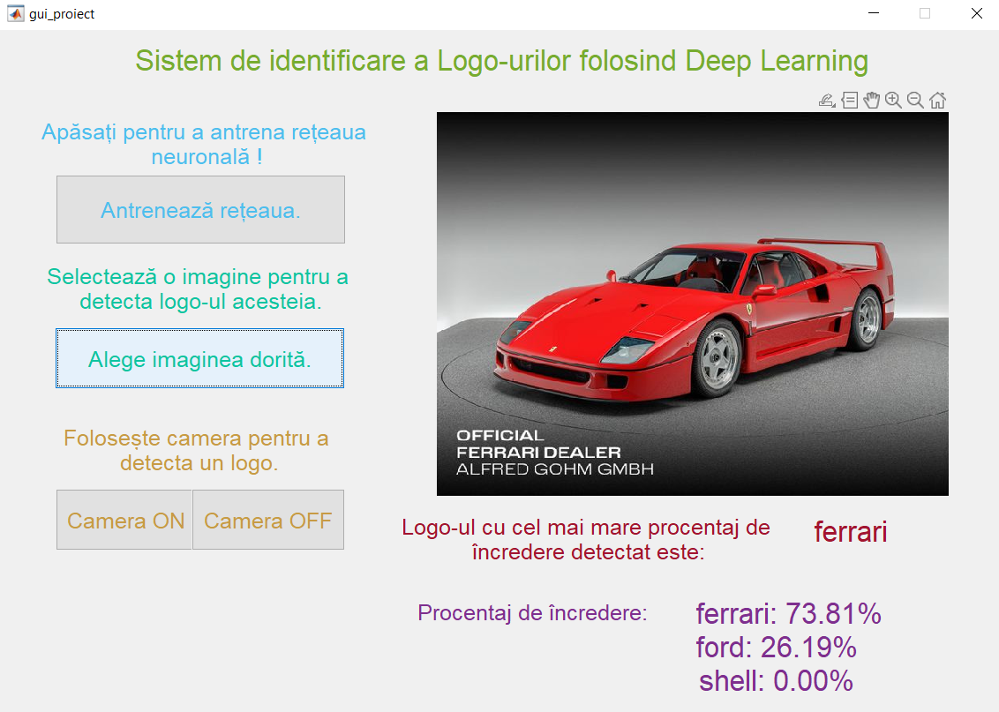 gui_proiect
Sistem de identificare a Logo-urilor folosind Deep Learning
Apăsați pentru a antrena rețeaua
neuronală !
Antrenează rețeaua.
Selectează o imagine pentru a
detecta logo-ul acesteia.
Alege imaginea dorită.
Folosește camera pentru a
detecta un logo.
Camera ON
Camera OFF
OFFICIAL
FERRARI DEALER
ALFRED GOHM GMBH
Logo-ul cu cel mai mare procentaj de
încredere detectat este:
ferrari
Procentaj de încredere:
ferrari: 73.81%
ford: 26.19%
shell: 0.00%